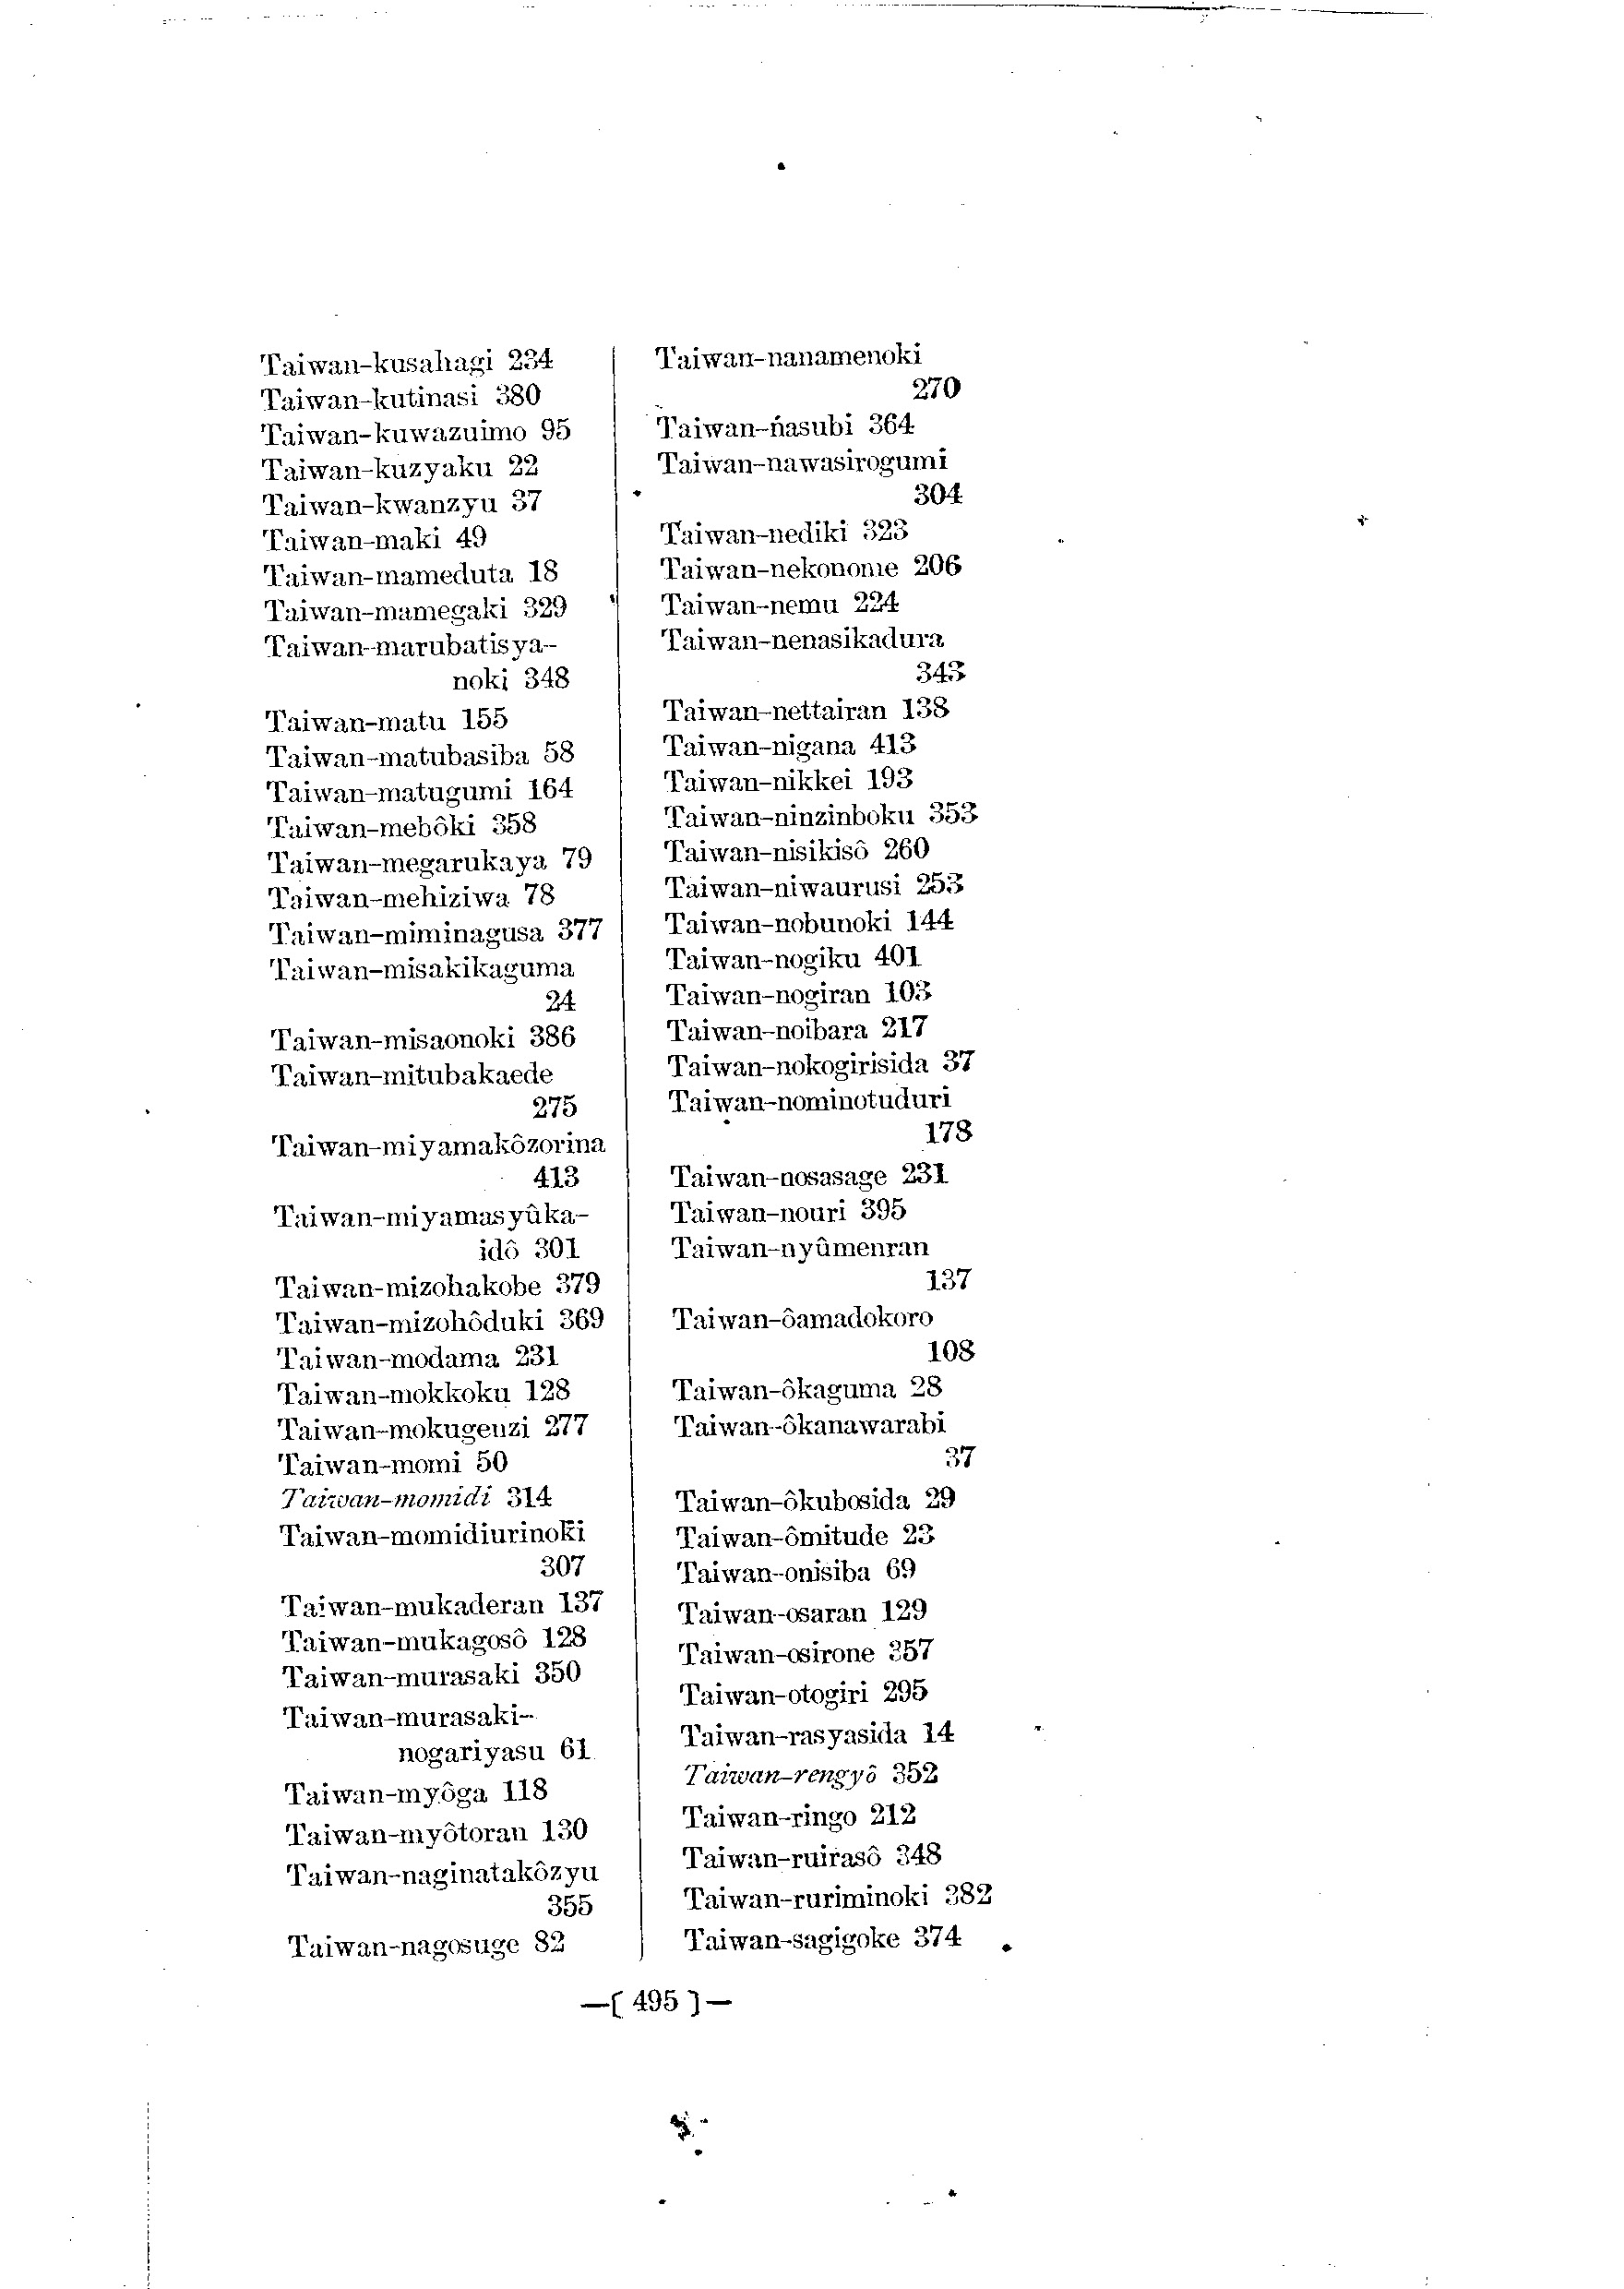 Taiwan-kusahagi 234
Taiwan-kutinasi 380
Taiwan-kuwazuimo 95
Taiwan-kuzyaku 22
Taiwan-kwanzyu 37
Taiwan-maki 49
Taiwan-mameduta 18
Taiwan-mamegaki 329
Taiwan-marubatisya-
noki 348
Taiwan-matu 155
Taiwan-matubasiba 58
Taiwan-matugumi 164
Taiwan-mebôki 358
Taiwan-megarukaya 79
Taiwan-mehiziwa 78
Taiwan-miminagusa 377
Taiwan-misakikaguma
24
Taiwan-misaonoki 386
Taiwan-mitubakaede
275
Taiwan-miyamakôzorina
413
Taiwan-miyamasyûka-
idô 301
Taiwan-mizohakobe 379
Taiwan-mizohôduki 369
Taiwan-modama 231
Taiwan-mokkoku 128
Taiwan-mokugenzi 277
Taiwan-momi 50
Taiwan-momidi 314
Taiwan-momidiurinoki
307
Taiwan-mukaderan 137
Taiwan-mukagosô 128
Taiwan-murasaki 350
Taiwan-murasaki-
nogariyasu 61
Taiwan-myôga 118
Taiwan-myôtoran 130
Taiwan-naginatakôzyu
355
Taiwan-nagosuge 82
Taiwan-nanamenoki
270
Taiwan-nasubi 364
Taiwan-nawasirogumi
304
Taiwan-nediki 323
Taiwan-nekonome 206
Taiwan-nemu 224
Taiwan-nenasikadura
343
Taiwan-nettairan 138
Taiwan-nigana 413
Taiwan-nikkei 193
Taiwan-ninzinboku 353
Taiwan-nisikisô 260
Taiwan-niwaurusi 253
Taiwan-nobunoki 144
Taiwan-nogiku 401
Taiwan-nogiran 103
Taiwan-noibara 217
Taiwan-nokogirisida 37
Taiwan-nominotuduri
178
Taiwan-nosasage 231
Taiwan-nouri 395
Taiwan-nyûmenran
137
Taiwan-ôamadokoro
108
Taiwan-ôkaguma 28
Taiwan-ôkanawarabi
37
Taiwan-ôkubosida 29
Taiwan-ômitude 23
Taiwan-onisiba 69
Taiwan-osaran 129
Taiwan-osirone 357
Taiwan-otogiri 295
Taiwan-rasyasida 14
Taiwan-rengyô 352
Taiwan-ringo 212
Taiwan-ruirasô 348
Taiwan-ruriminoki 382
Taiwan-sagigoke 374
—[ 495 ]—